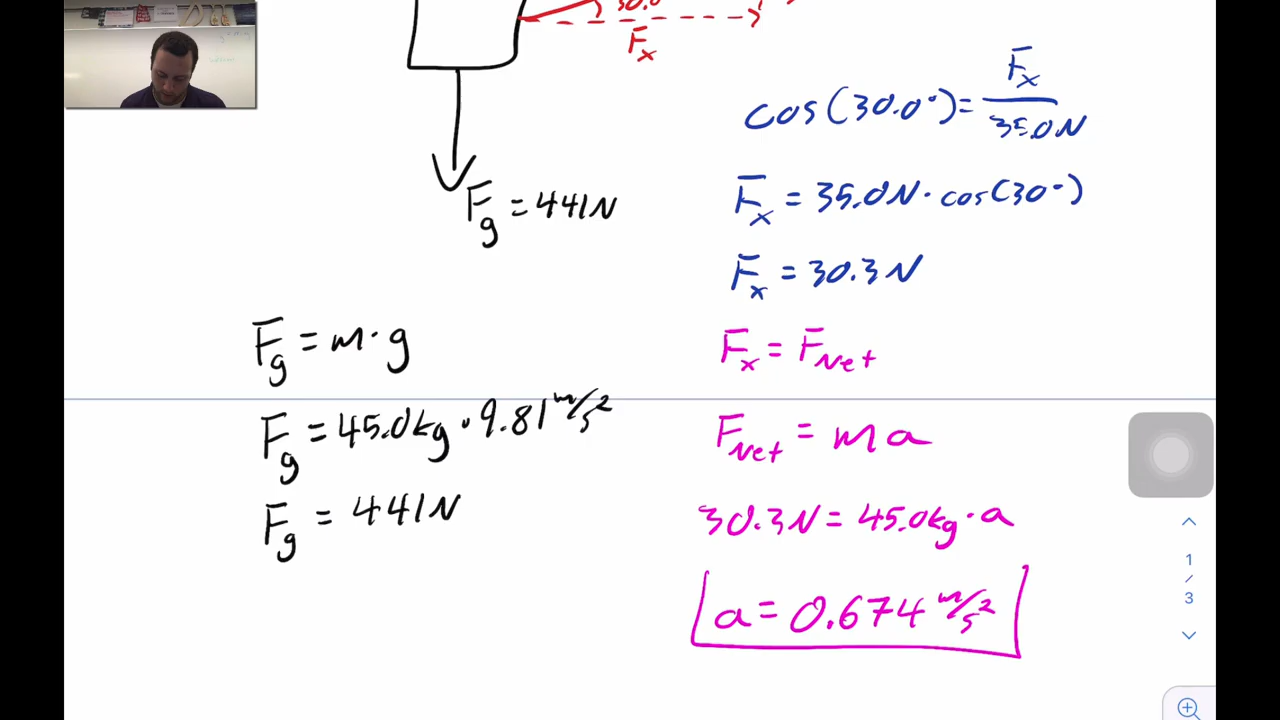 30.0
Fx
cos(30.0°) = Fx / 35.0N
Fg = 441N
Fx = 35.0N · cos(30°)
Fx = 30.3N
Fg = m · g
Fg = 45.0kg · 9.81 m/s²
Fg = 441N
Fx = FNet
FNet = ma
30.3N = 45.0kg · a
a = 0.674 m/s²
1
/
3